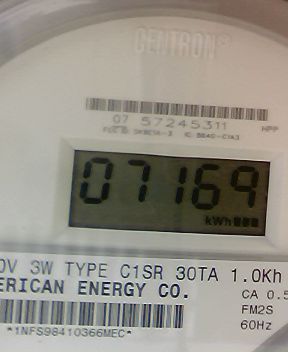 CENTRON®
07 57245311
HPP
07169
kWh
0V 3W TYPE C1SR 30TA 1.0Kh
ERICAN ENERGY CO.
CA 0.5
FM2S
60Hz
*1NFS98410366MEC*